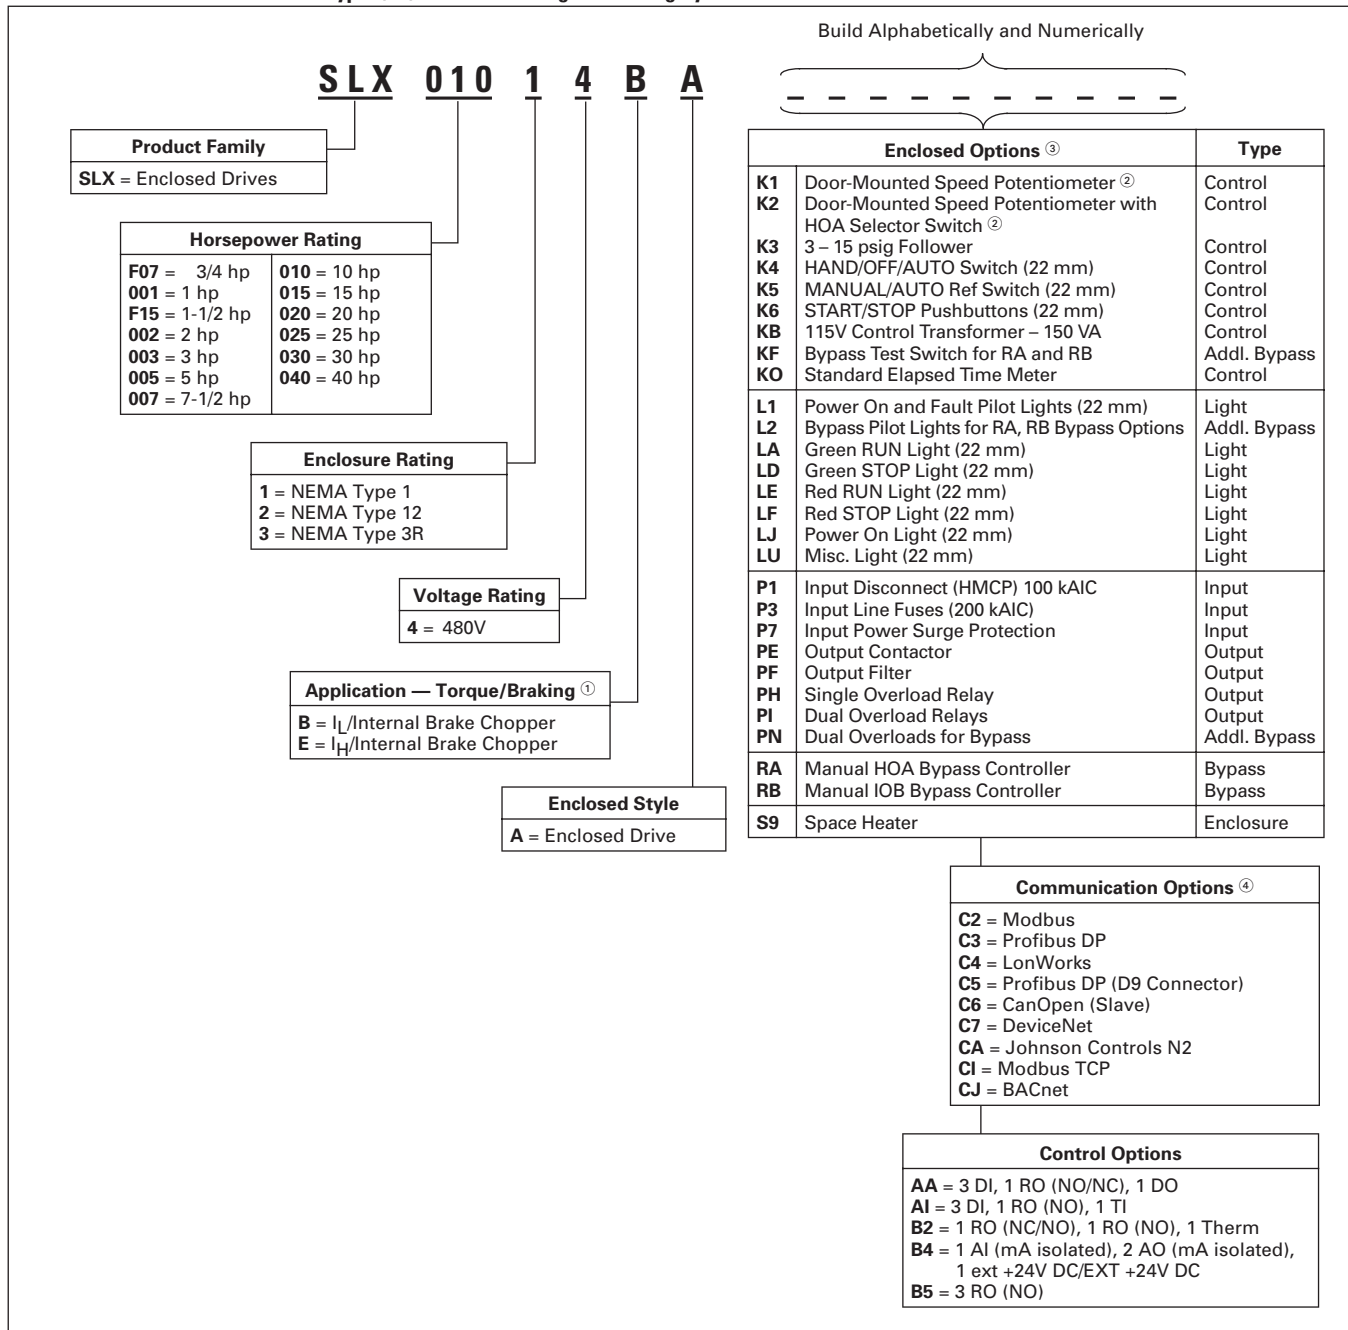 Build Alphabetically and Numerically
SLX 010 1 4 B A
Product Family
SLX = Enclosed Drives
Horsepower Rating
F07 = 3/4 hp
001 = 1 hp
F15 = 1-1/2 hp
002 = 2 hp
003 = 3 hp
005 = 5 hp
007 = 7-1/2 hp
010 = 10 hp
015 = 15 hp
020 = 20 hp
025 = 25 hp
030 = 30 hp
040 = 40 hp
Enclosure Rating
1 = NEMA Type 1
2 = NEMA Type 12
3 = NEMA Type 3R
Voltage Rating
4 = 480V
Application — Torque/Braking ①
B = IL/Internal Brake Chopper
E = IH/Internal Brake Chopper
Enclosed Style
A = Enclosed Drive
Enclosed Options ③ Type
K1 Door-Mounted Speed Potentiometer ② Control
K2 Door-Mounted Speed Potentiometer with Control
HOA Selector Switch ②
K3 3 – 15 psig Follower Control
K4 HAND/OFF/AUTO Switch (22 mm) Control
K5 MANUAL/AUTO Ref Switch (22 mm) Control
K6 START/STOP Pushbuttons (22 mm) Control
KB 115V Control Transformer – 150 VA Control
KF Bypass Test Switch for RA and RB Addl. Bypass
KO Standard Elapsed Time Meter Control
L1 Power On and Fault Pilot Lights (22 mm) Light
L2 Bypass Pilot Lights for RA, RB Bypass Options Addl. Bypass
LA Green RUN Light (22 mm) Light
LD Green STOP Light (22 mm) Light
LE Red RUN Light (22 mm) Light
LF Red STOP Light (22 mm) Light
LJ Power On Light (22 mm) Light
LU Misc. Light (22 mm) Light
P1 Input Disconnect (HMCP) 100 kAIC Input
P3 Input Line Fuses (200 kAIC) Input
P7 Input Power Surge Protection Input
PE Output Contactor Output
PF Output Filter Output
PH Single Overload Relay Output
PI Dual Overload Relays Output
PN Dual Overloads for Bypass Addl. Bypass
RA Manual HOA Bypass Controller Bypass
RB Manual IOB Bypass Controller Bypass
S9 Space Heater Enclosure
Communication Options ④
C2 = Modbus
C3 = Profibus DP
C4 = LonWorks
C5 = Profibus DP (D9 Connector)
C6 = CanOpen (Slave)
C7 = DeviceNet
CA = Johnson Controls N2
CI = Modbus TCP
CJ = BACnet
Control Options
AA = 3 DI, 1 RO (NO/NC), 1 DO
AI = 3 DI, 1 RO (NO), 1 TI
B2 = 1 RO (NC/NO), 1 RO (NO), 1 Therm
B4 = 1 AI (mA isolated), 2 AO (mA isolated),
1 ext +24V DC/EXT +24V DC
B5 = 3 RO (NO)